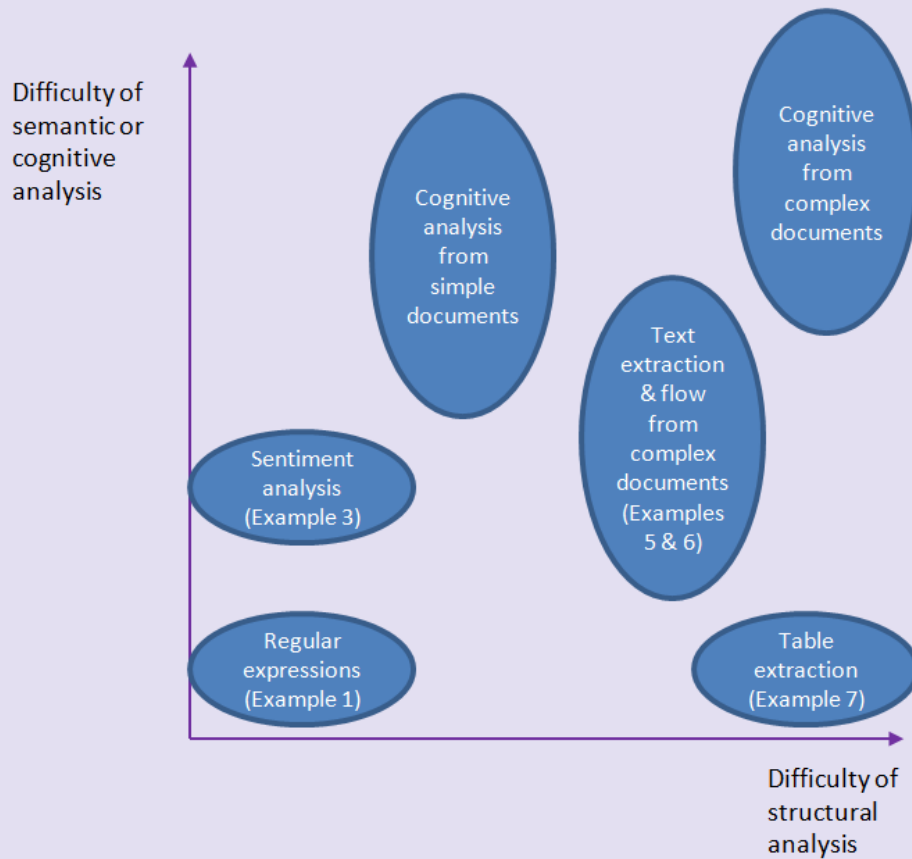 Difficulty of
semantic or
cognitive
analysis
Cognitive
analysis
from
complex
documents
Cognitive
analysis
from
simple
documents
Text
extraction
& flow
from
complex
documents
(Examples
5 & 6)
Sentiment
analysis
(Example 3)
Regular
expressions
(Example 1)
Table
extraction
(Example 7)
Difficulty of
structural
analysis